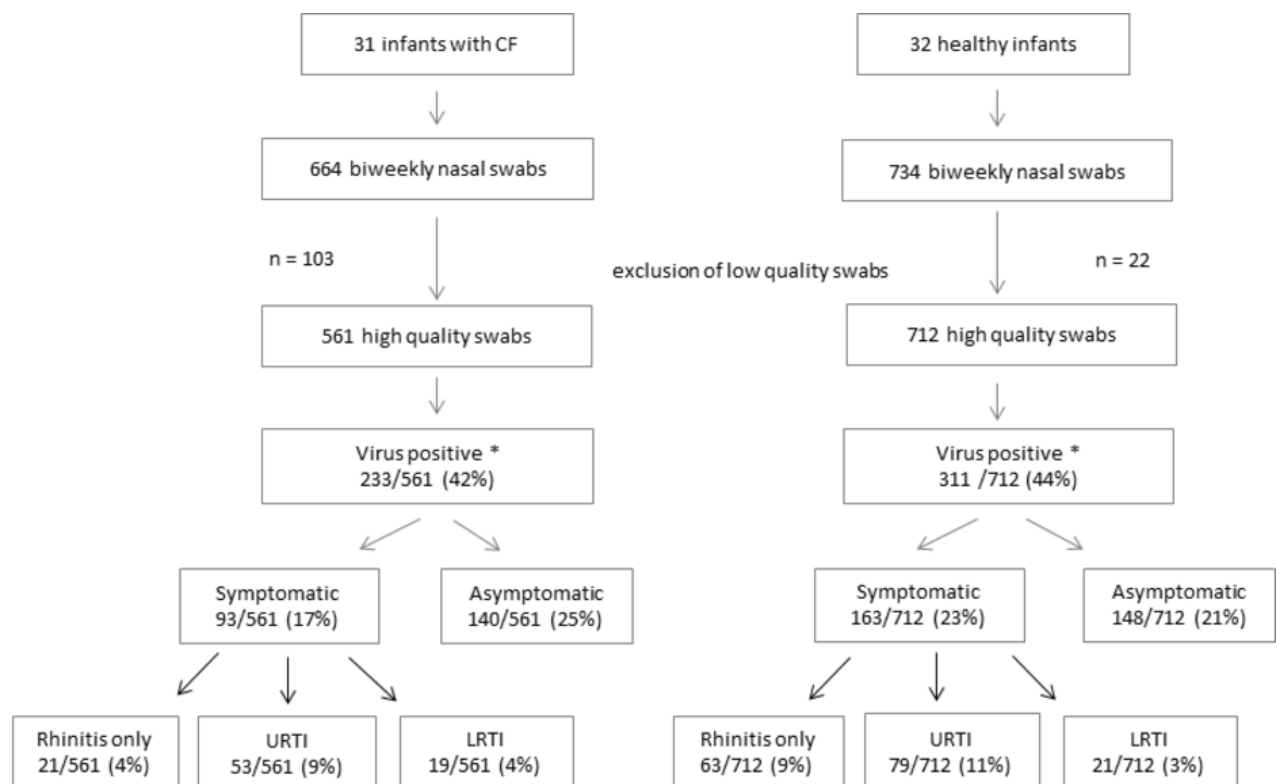 31 infants with CF
32 healthy infants
664 biweekly nasal swabs
734 biweekly nasal swabs
n = 103
exclusion of low quality swabs
n = 22
561 high quality swabs
712 high quality swabs
Virus positive *
233/561 (42%)
Virus positive *
311 /712 (44%)
Symptomatic
93/561 (17%)
Asymptomatic
140/561 (25%)
Symptomatic
163/712 (23%)
Asymptomatic
148/712 (21%)
Rhinitis only
21/561 (4%)
URTI
53/561 (9%)
LRTI
19/561 (4%)
Rhinitis only
63/712 (9%)
URTI
79/712 (11%)
LRTI
21/712 (3%)